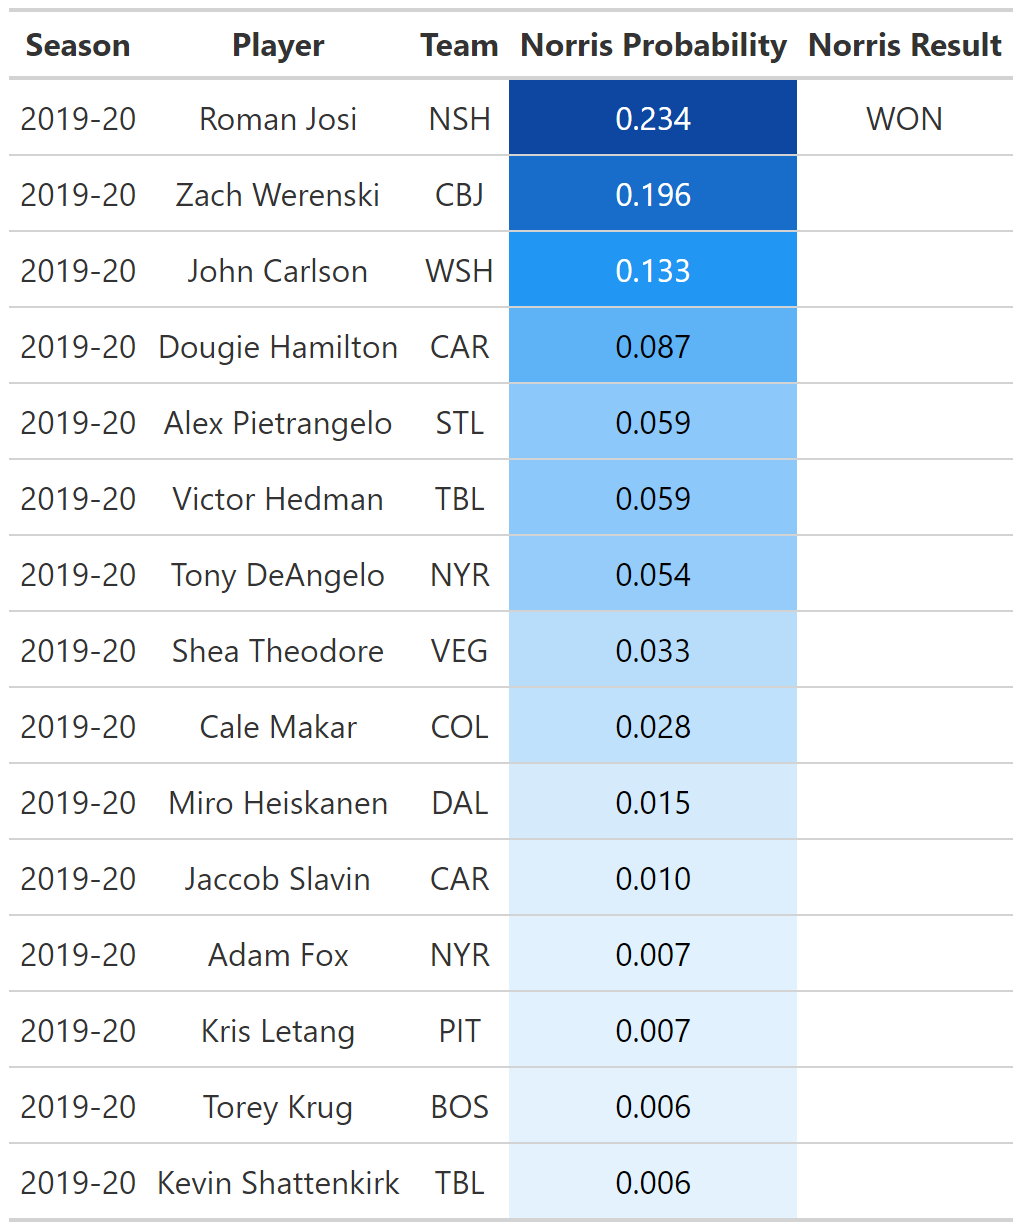 Season Player Team Norris Probability Norris Result
2019-20 Roman Josi NSH 0.234 WON
2019-20 Zach Werenski CBJ 0.196
2019-20 John Carlson WSH 0.133
2019-20 Dougie Hamilton CAR 0.087
2019-20 Alex Pietrangelo STL 0.059
2019-20 Victor Hedman TBL 0.059
2019-20 Tony DeAngelo NYR 0.054
2019-20 Shea Theodore VEG 0.033
2019-20 Cale Makar COL 0.028
2019-20 Miro Heiskanen DAL 0.015
2019-20 Jaccob Slavin CAR 0.010
2019-20 Adam Fox NYR 0.007
2019-20 Kris Letang PIT 0.007
2019-20 Torey Krug BOS 0.006
2019-20 Kevin Shattenkirk TBL 0.006